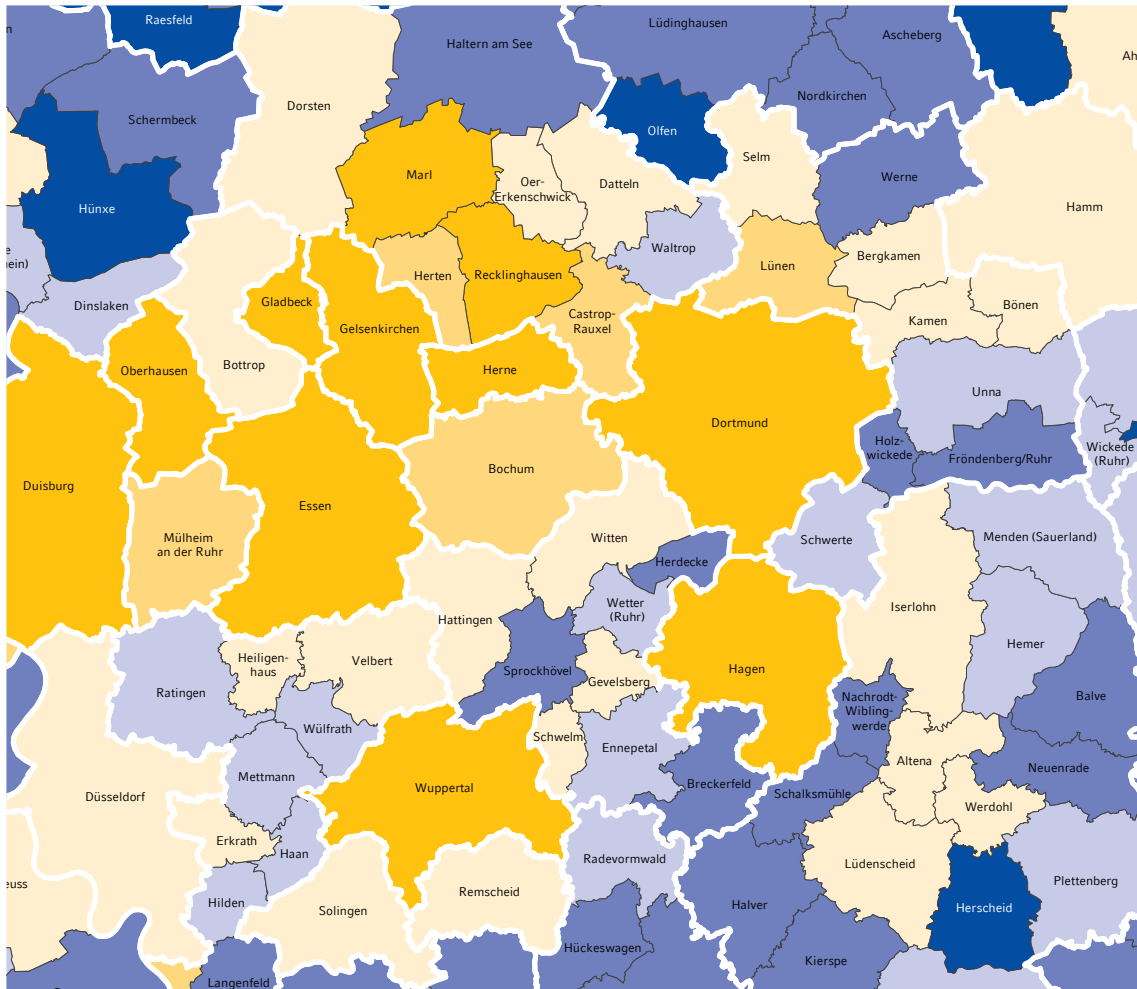 Raesfeld
Lüdinghausen
n
Haltern am See
Ascheberg
Ah
Dorsten
Nordkirchen
Schermbeck
Olfen
Selm
Marl
Oer-
Erkenschwick
Datteln
Werne
Hünxe
Hamm
e
ein)
Waltrop
Bergkamen
Lünen
Herten
Recklinghausen
Dinslaken
Gladbeck
Bönen
Castrop-
Rauxel
Kamen
Gelsenkirchen
Bottrop
Oberhausen
Herne
Unna
Dortmund
Holz-
wickede
Wickede
(Ruhr)
Fröndenberg/Ruhr
Bochum
Duisburg
Essen
Mülheim
an der Ruhr
Witten
Schwerte
Menden (Sauerland)
Herdecke
Wetter
(Ruhr)
Iserlohn
Hattingen
Hemer
Heiligen-
haus
Velbert
Sprockhövel
Hagen
Gevelsberg
Ratingen
Nachrodt-
Wibling-
werde
Balve
Wülfrath
Schwelm
Ennepetal
Altena
Mettmann
Neuenrade
Breckerfeld
Wuppertal
Schalksmühle
Düsseldorf
Werdohl
Erkrath
Haan
Radevormwald
Lüdenscheid
euss
Remscheid
Plettenberg
Hilden
Solingen
Halver
Herscheid
Hückeswagen
Kierspe
Langenfeld